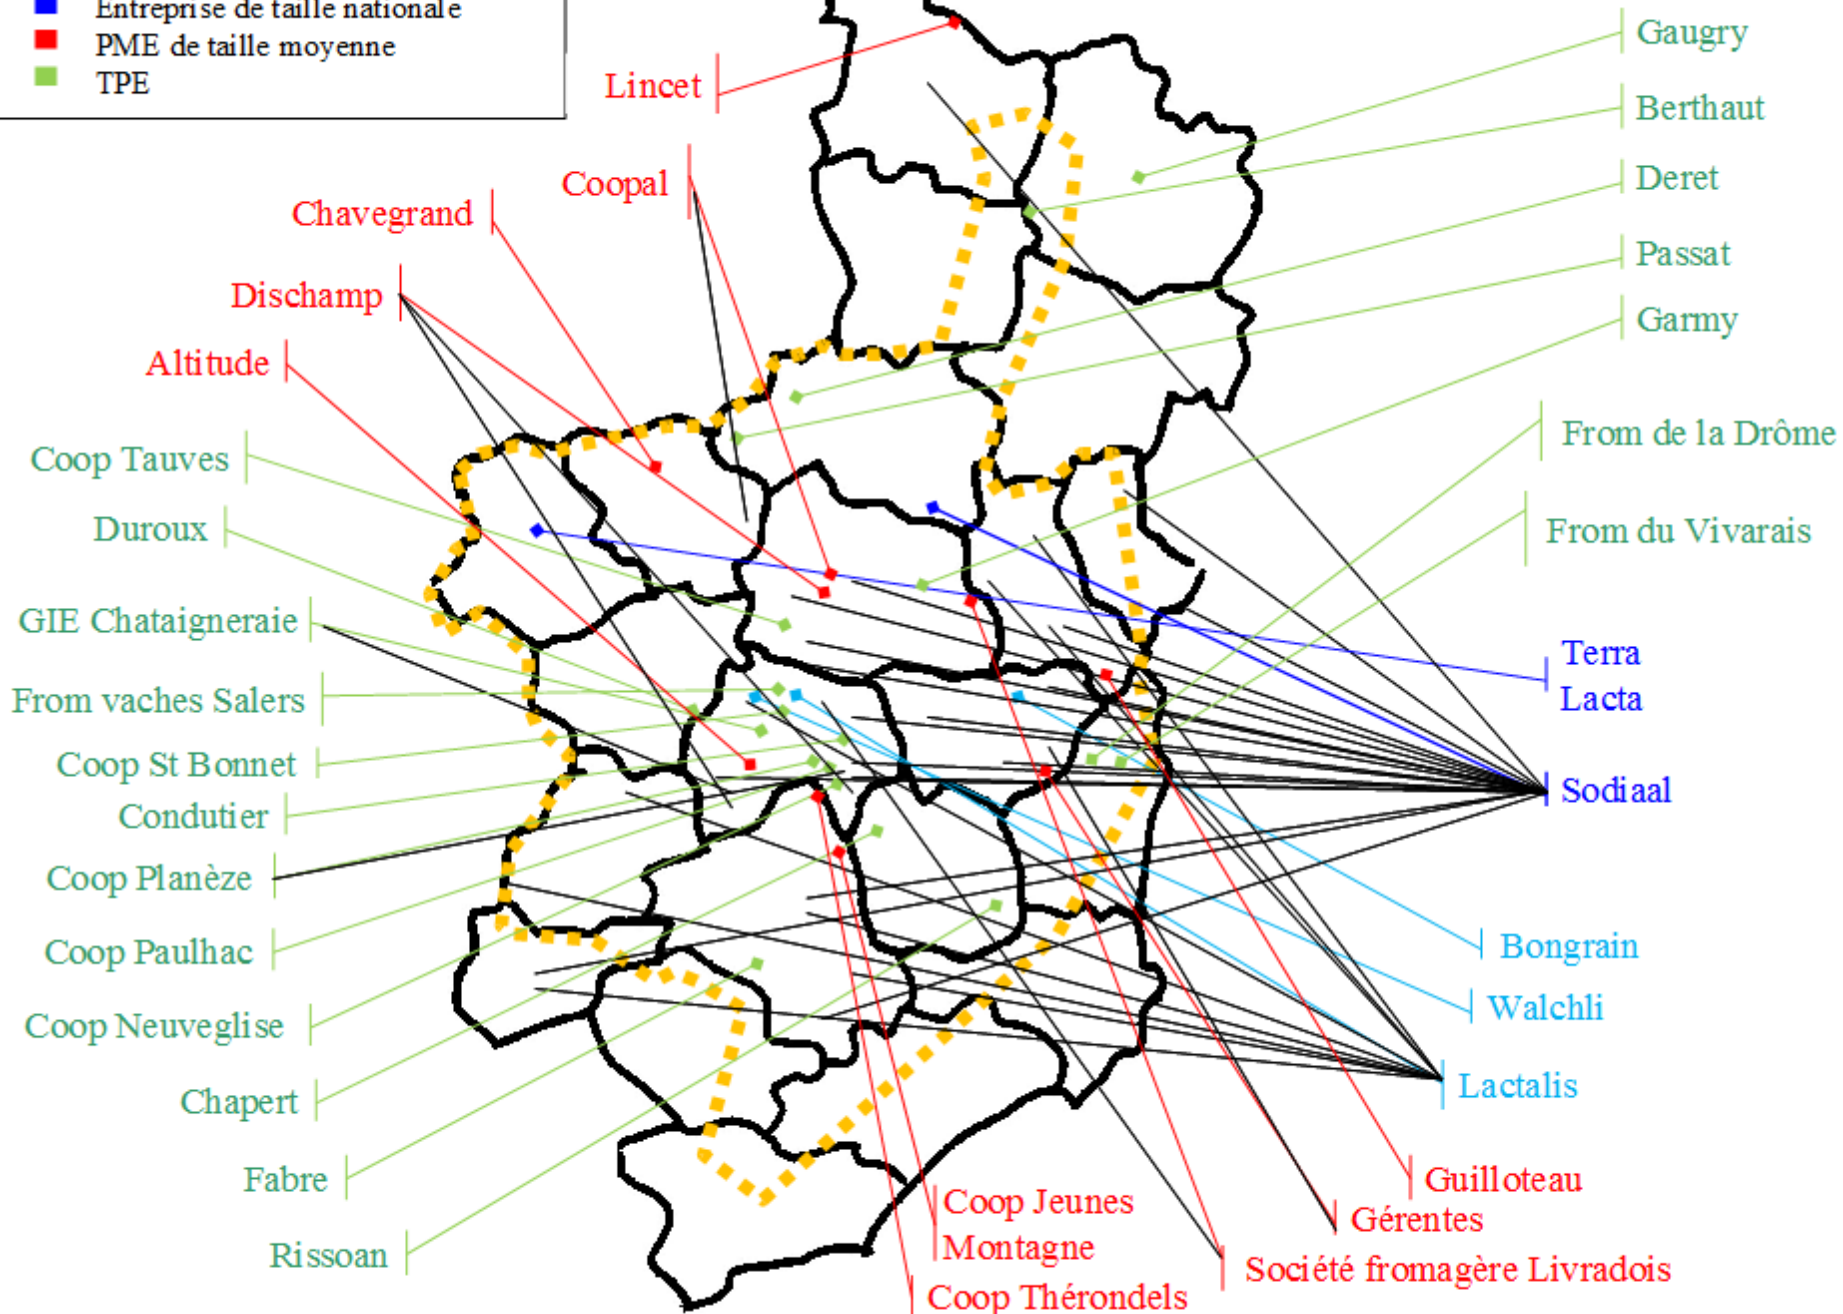 Entreprise de taille nationale
PME de taille moyenne
TPE
Lincet
Coopal
Chavegrand
Dischamp
Altitude
Coop Tauves
Duroux
GIE Chataigneraie
From vaches Salers
Coop St Bonnet
Condutier
Coop Planèze
Coop Paulhac
Coop Neuveglise
Chapert
Fabre
Rissoan
Gaugry
Berthaut
Deret
Passat
Garmy
From de la Drôme
From du Vivarais
Terra
Lacta
Sodiaal
Bongrain
Walchli
Lactalis
Guilloteau
Gérentes
Société fromagère Livradois
Coop Jeunes
Montagne
Coop Thérondels